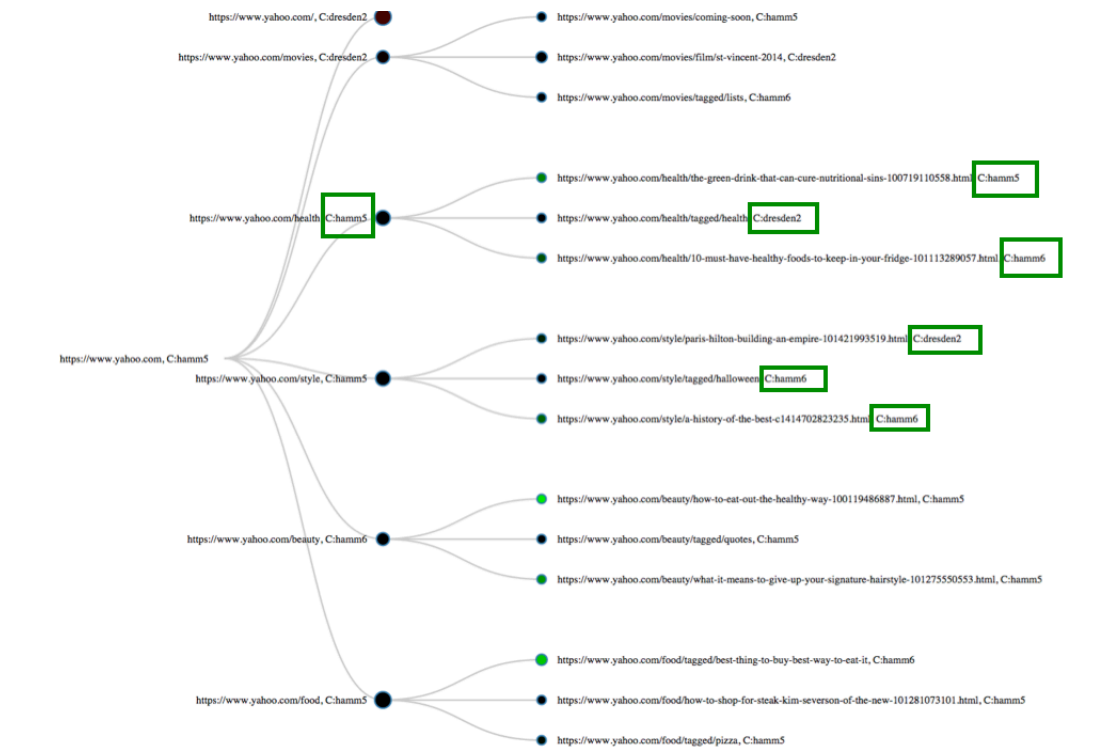 https://www.yahoo.com/, C:dresden2
https://www.yahoo.com/movies/coming-soon, C:hamm5
https://www.yahoo.com/movies, C:dresden2
https://www.yahoo.com/movies/film/st-vincent-2014, C:dresden2
https://www.yahoo.com/movies/tagged/lists, C:hamm6
https://www.yahoo.com/health/the-green-drink-that-can-cure-nutritional-sins-100719110558.html C:hamm5
https://www.yahoo.com/health C:hamm5
https://www.yahoo.com/health/tagged/health C:dresden2
https://www.yahoo.com/health/10-must-have-healthy-foods-to-keep-in-your-fridge-101113289057.html C:hamm6
https://www.yahoo.com/style/paris-hilton-building-an-empire-101421993519.html C:dresden2
https://www.yahoo.com, C:hamm5
https://www.yahoo.com/style, C:hamm5
https://www.yahoo.com/style/tagged/halloween C:hamm6
https://www.yahoo.com/style/a-history-of-the-best-c1414702823235.html C:hamm6
https://www.yahoo.com/beauty/how-to-eat-out-the-healthy-way-100119486887.html, C:hamm5
https://www.yahoo.com/beauty, C:hamm6
https://www.yahoo.com/beauty/tagged/quotes, C:hamm5
https://www.yahoo.com/beauty/what-it-means-to-give-up-your-signature-hairstyle-101275550553.html, C:hamm5
https://www.yahoo.com/food/tagged/best-thing-to-buy-best-way-to-eat-it, C:hamm6
https://www.yahoo.com/food, C:hamm5
https://www.yahoo.com/food/how-to-shop-for-steak-kim-severson-of-the-new-101281073101.html, C:hamm5
https://www.yahoo.com/food/tagged/pizza, C:hamm5